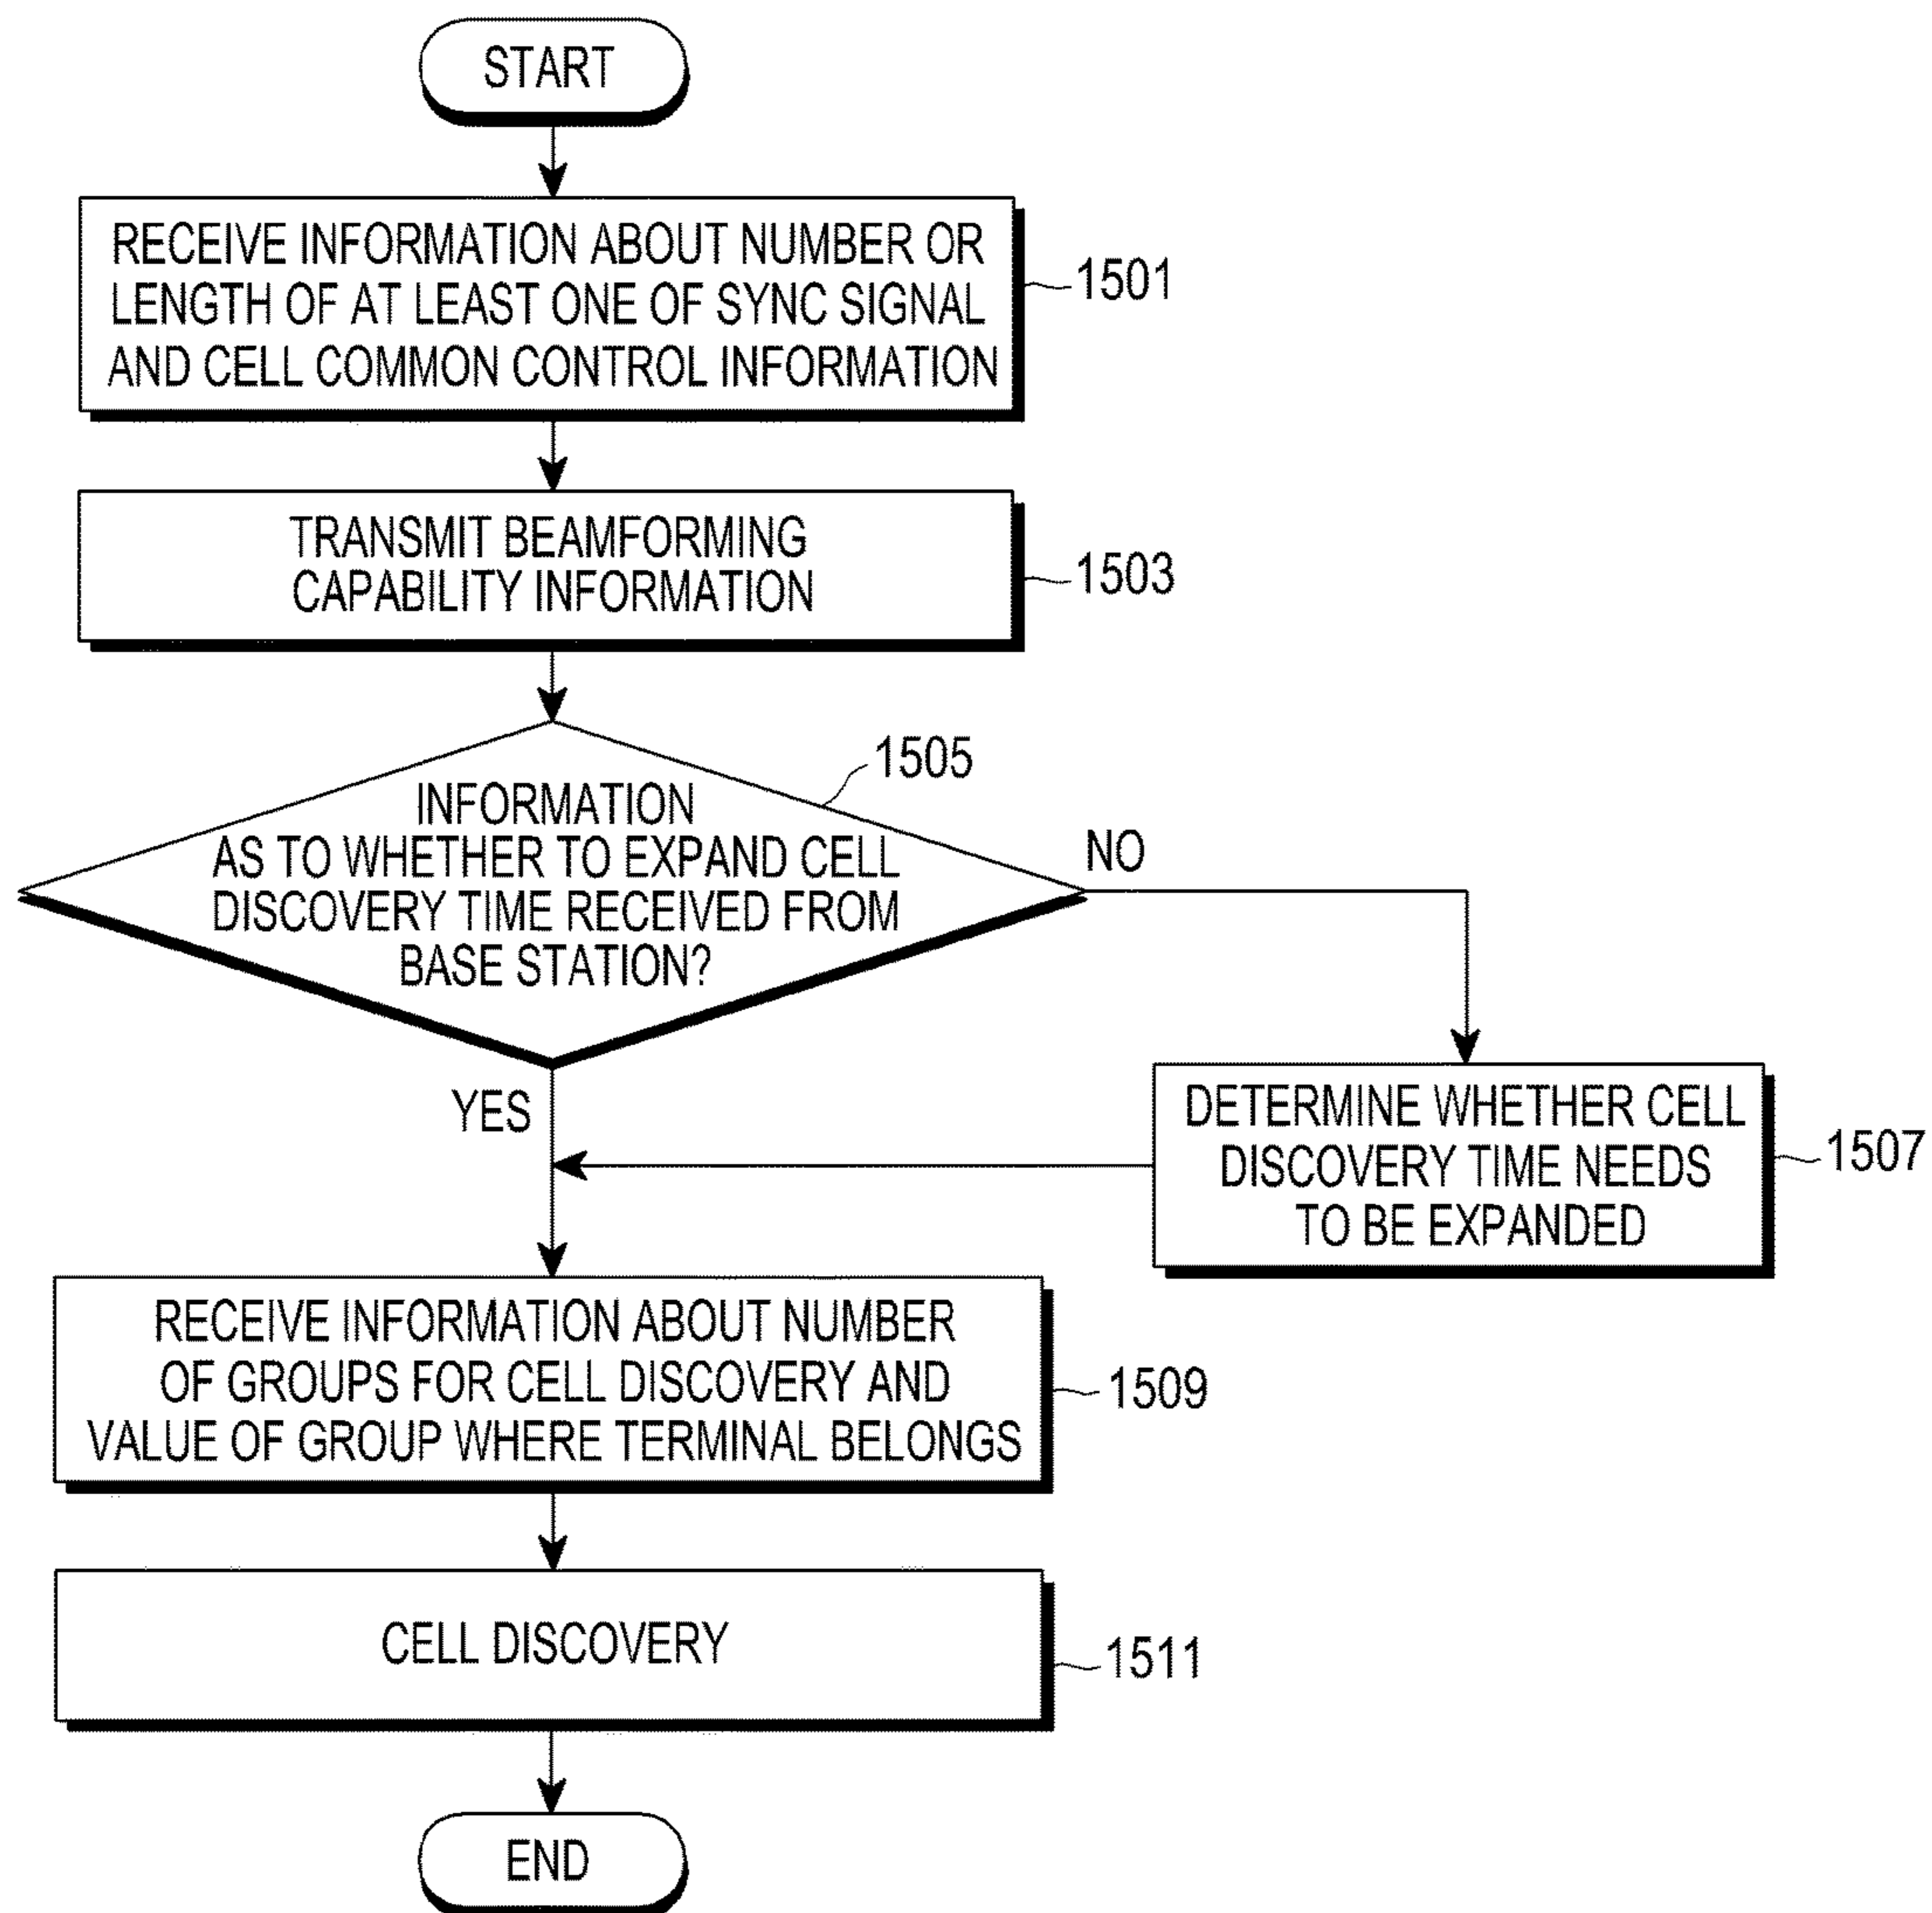 START
RECEIVE INFORMATION ABOUT NUMBER OR
LENGTH OF AT LEAST ONE OF SYNC SIGNAL
AND CELL COMMON CONTROL INFORMATION
1501
TRANSMIT BEAMFORMING
CAPABILITY INFORMATION
1503
1505
INFORMATION
AS TO WHETHER TO EXPAND CELL
DISCOVERY TIME RECEIVED FROM
BASE STATION?
NO
YES
DETERMINE WHETHER CELL
DISCOVERY TIME NEEDS
TO BE EXPANDED
1507
RECEIVE INFORMATION ABOUT NUMBER
OF GROUPS FOR CELL DISCOVERY AND
VALUE OF GROUP WHERE TERMINAL BELONGS
1509
CELL DISCOVERY
1511
END